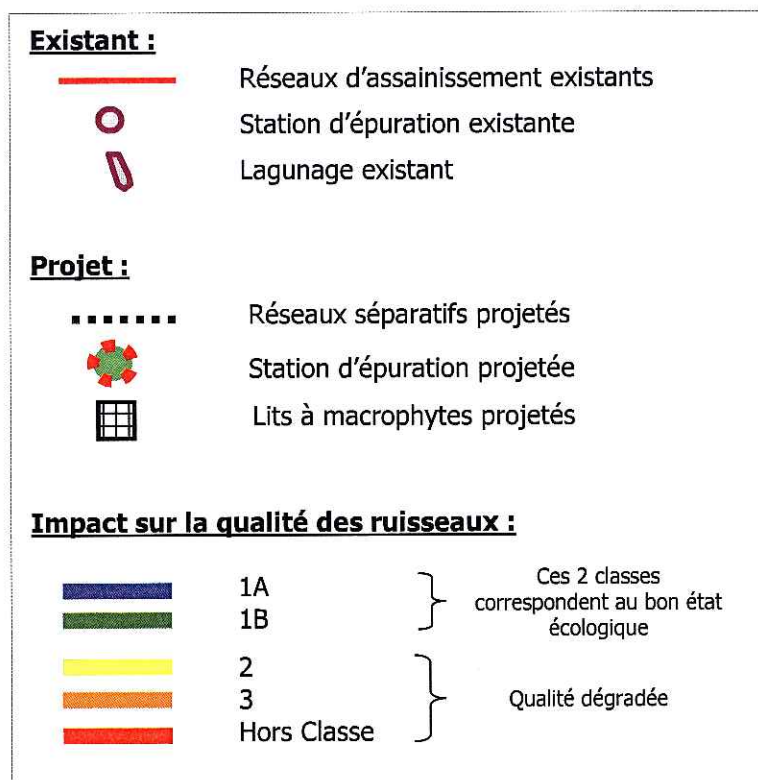 Existant :
Réseaux d'assainissement existants
Station d'épuration existante
Lagunage existant
Projet :
Réseaux séparatifs projetés
Station d'épuration projetée
Lits à macrophytes projetés
Impact sur la qualité des ruisseaux :
1A
1B
Ces 2 classes
correspondent au bon état
écologique
2
3
Hors Classe
Qualité dégradée